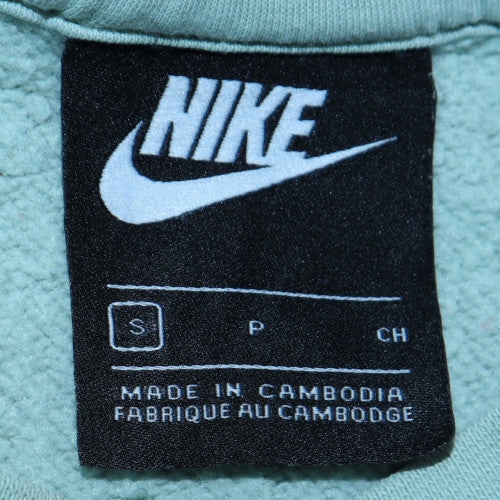 NIKE
S P CH
MADE IN CAMBODIA
FABRIQUE AU CAMBODGE